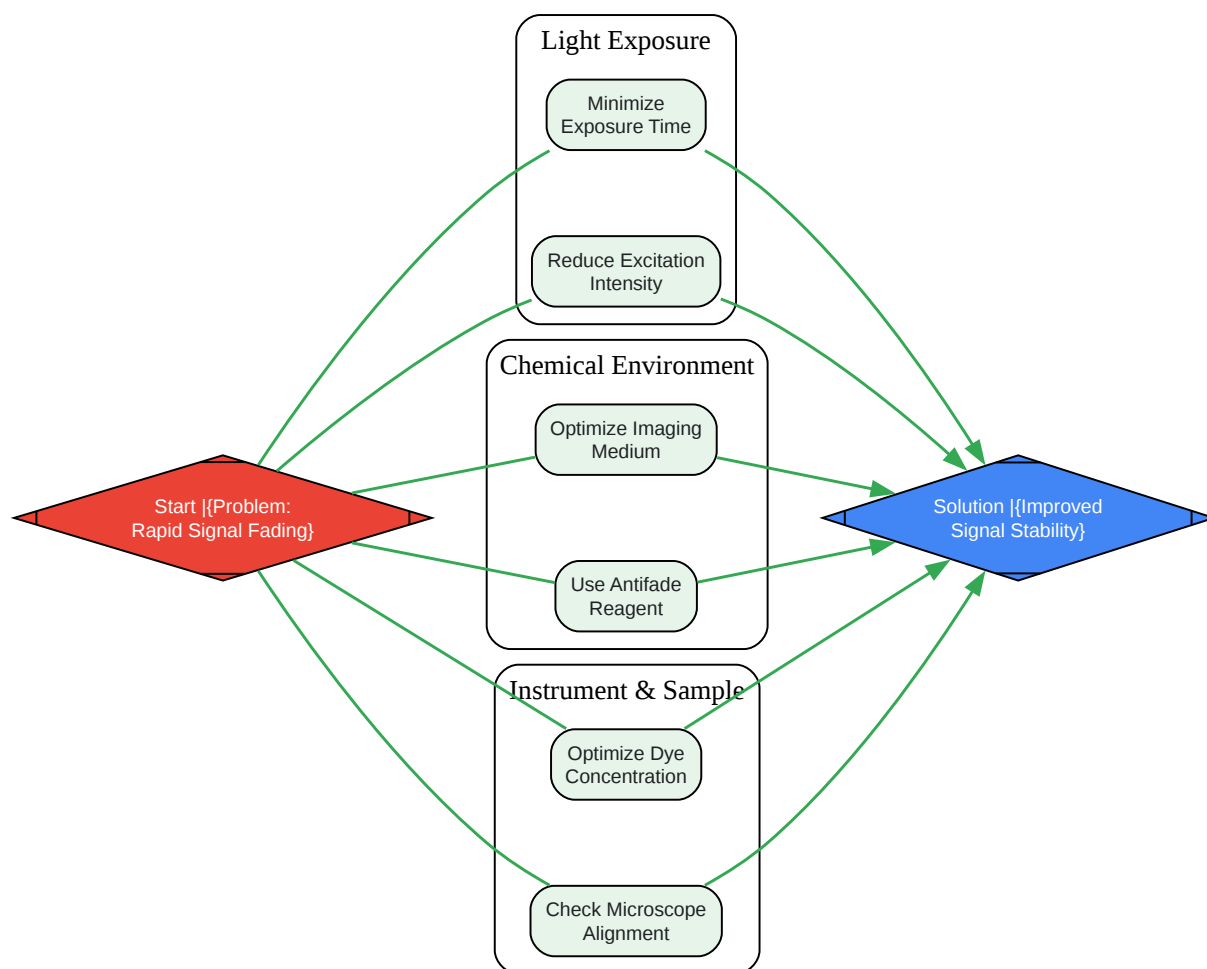 Light Exposure
Minimize
Exposure Time
Reduce Excitation
Intensity
Chemical Environment
Optimize Imaging
Medium
Start |{Problem:
Rapid Signal Fading}
Solution |{Improved
Signal Stability}
Use Antifade
Reagent
Instrument & Sample
Optimize Dye
Concentration
Check Microscope
Alignment